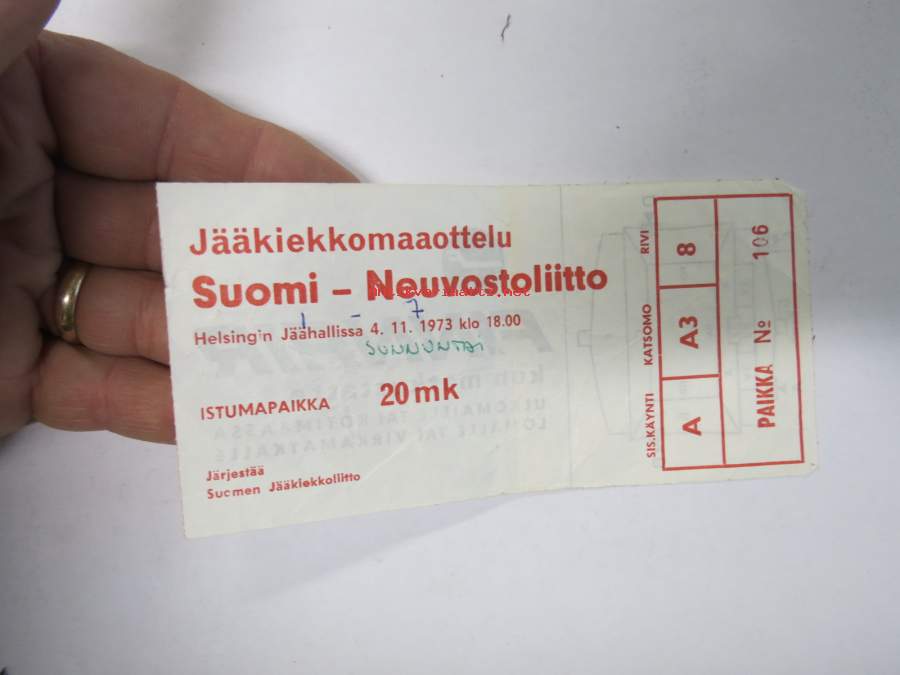 Jääkiekkomaaottelu
Suomi – Neuvostoliitto
1 - 7
Helsingin Jäähallissa 4. 11. 1973 klo 18.00
SUNNUNTAI
ISTUMAPAIKKA 20 mk
Järjestää
Suomen Jääkiekkoliitto
SIS.KÄYNTI KATSOMO RIVI
A A3 8
PAIKKA № 106